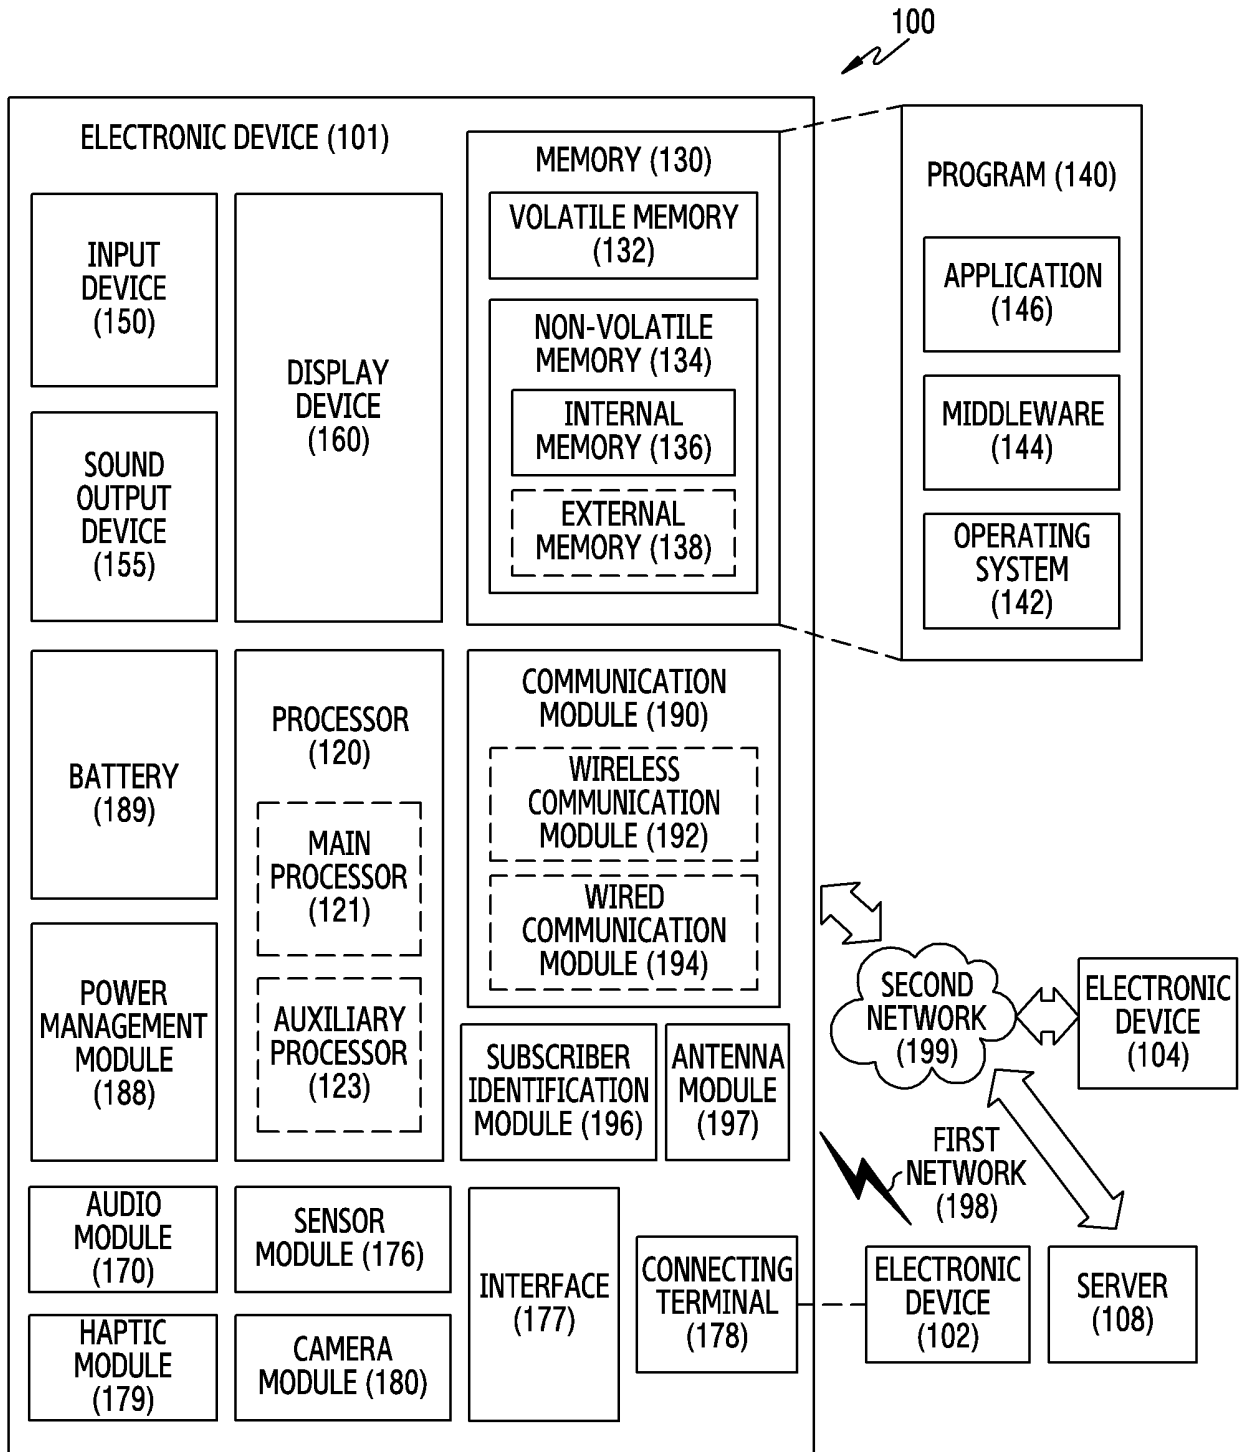 100
ELECTRONIC DEVICE (101)
INPUT
DEVICE
(150)
SOUND
OUTPUT
DEVICE
(155)
DISPLAY
DEVICE
(160)
MEMORY (130)
VOLATILE MEMORY
(132)
NON-VOLATILE
MEMORY (134)
INTERNAL
MEMORY (136)
EXTERNAL
MEMORY (138)
PROGRAM (140)
APPLICATION
(146)
MIDDLEWARE
(144)
OPERATING
SYSTEM
(142)
BATTERY
(189)
POWER
MANAGEMENT
MODULE
(188)
PROCESSOR
(120)
MAIN
PROCESSOR
(121)
AUXILIARY
PROCESSOR
(123)
COMMUNICATION
MODULE (190)
WIRELESS
COMMUNICATION
MODULE (192)
WIRED
COMMUNICATION
MODULE (194)
SUBSCRIBER
IDENTIFICATION
MODULE (196)
ANTENNA
MODULE
(197)
SECOND
NETWORK
(199)
ELECTRONIC
DEVICE
(104)
FIRST
NETWORK
(198)
AUDIO
MODULE
(170)
SENSOR
MODULE (176)
HAPTIC
MODULE
(179)
CAMERA
MODULE (180)
INTERFACE
(177)
CONNECTING
TERMINAL
(178)
ELECTRONIC
DEVICE
(102)
SERVER
(108)